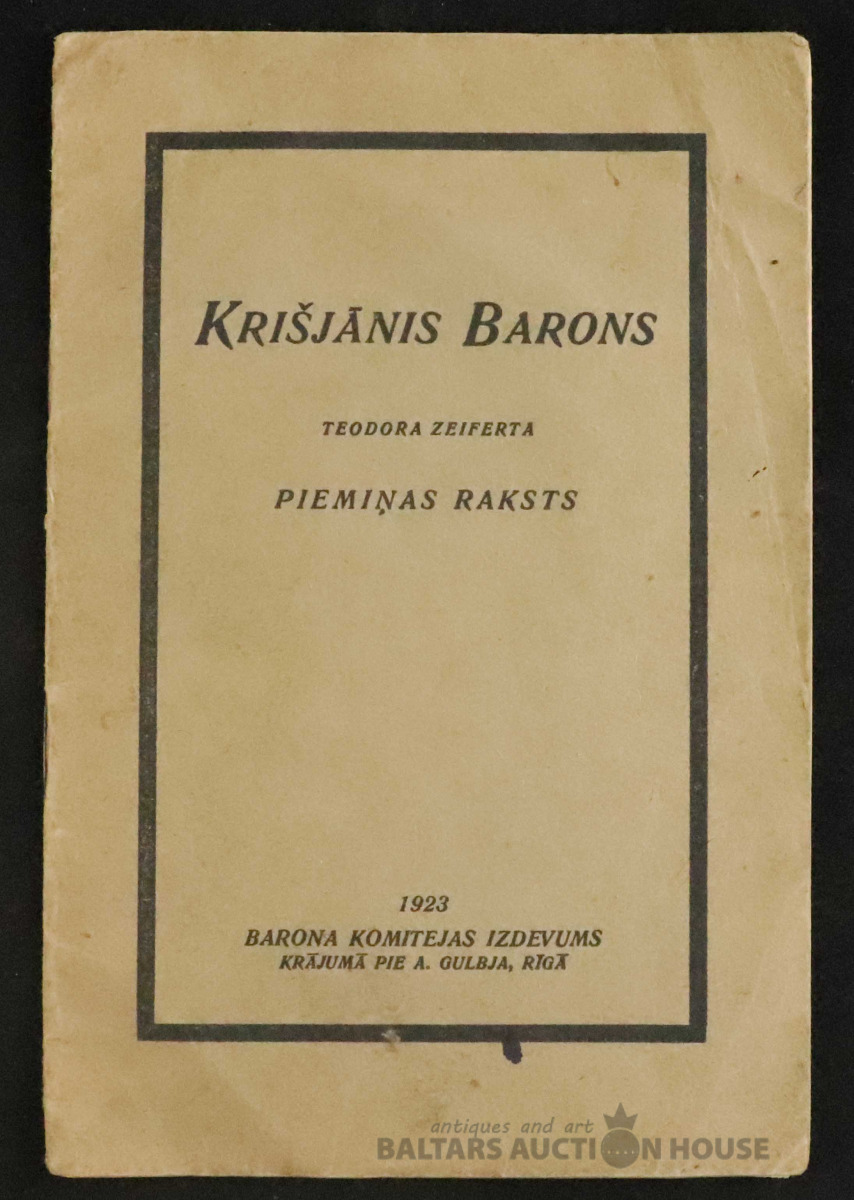 KRIŠJĀNIS BARONS
TEODORA ZEIFERTA
PIEMIŅAS RAKSTS
1923
BARONA KOMITEJAS IZDEVUMS
KRĀJUMĀ PIE A. GULBJA, RĪGĀ
antiques and art
BALTARS AUCTION HOUSE